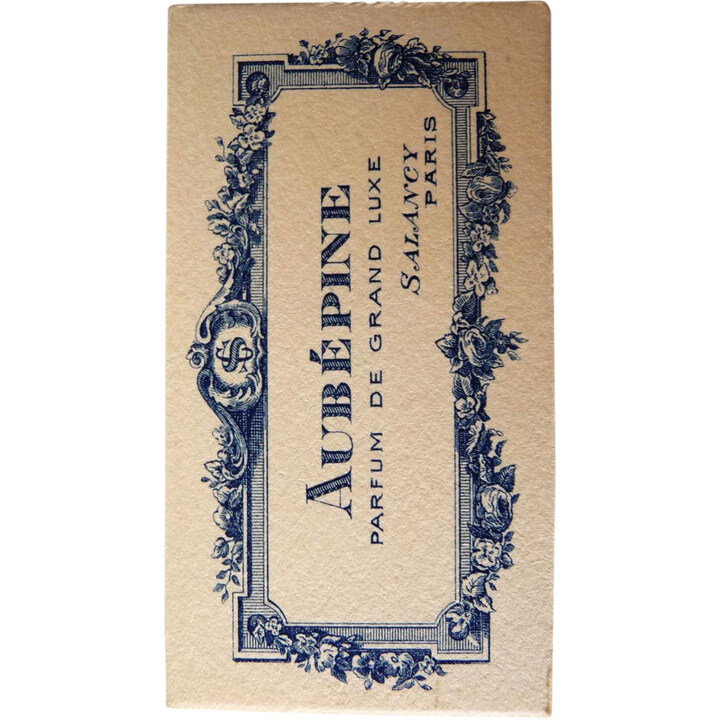 AUBÉPINE
PARFUM DE GRAND LUXE
SALANCY
PARIS